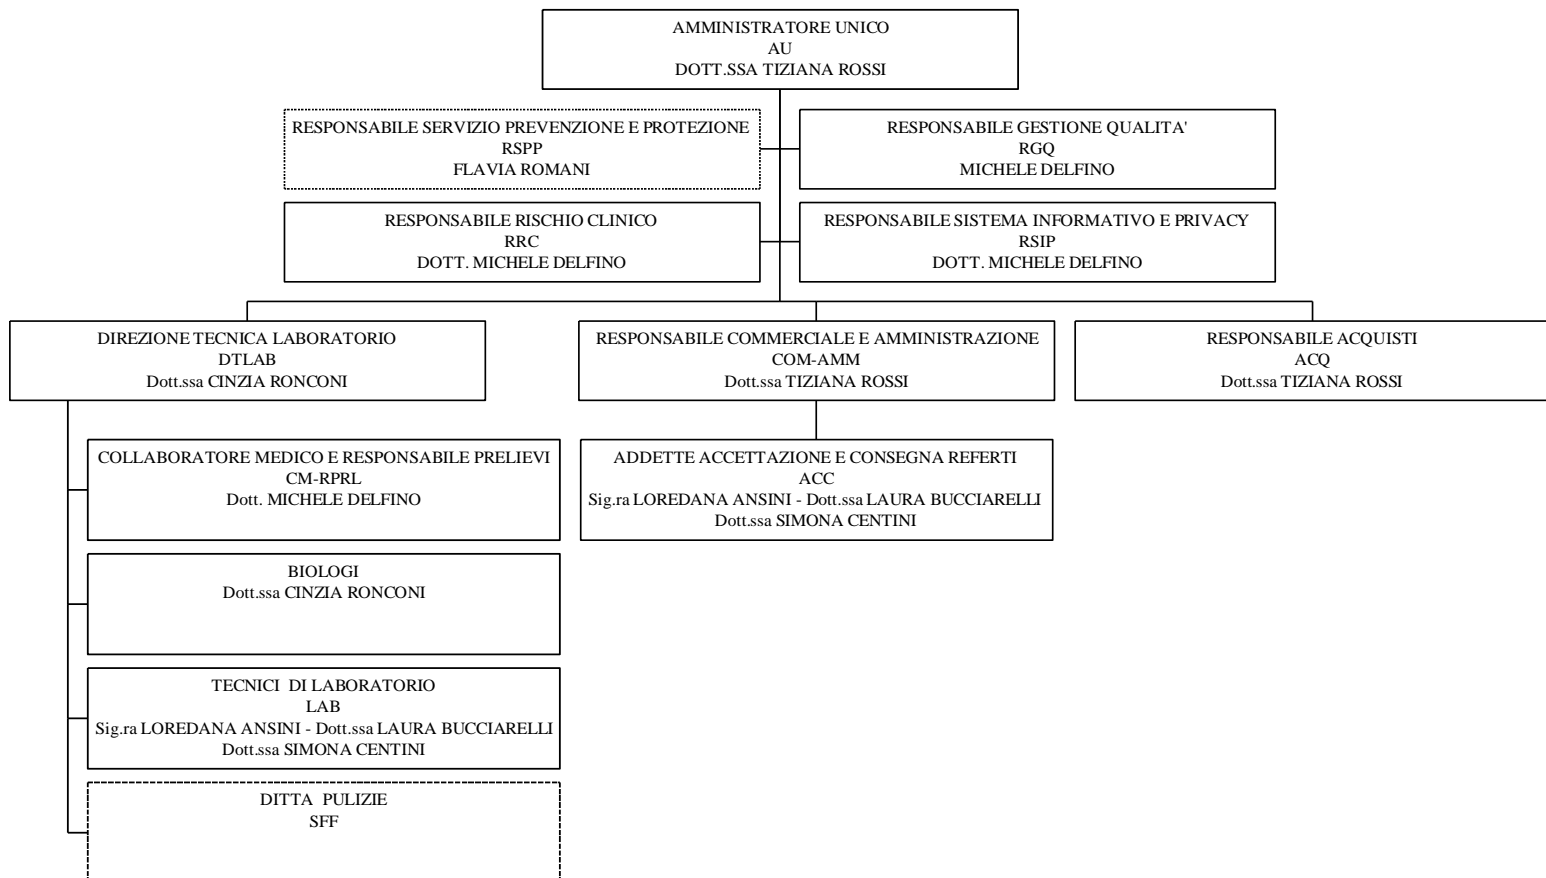 AMMINISTRATORE UNICO
AU
DOTT.SSA TIZIANA ROSSI
RESPONSABILE SERVIZIO PREVENZIONE E PROTEZIONE
RSPP
FLAVIA ROMANI
RESPONSABILE GESTIONE QUALITA'
RGQ
MICHELE DELFINO
RESPONSABILE RISCHIO CLINICO
RRC
DOTT. MICHELE DELFINO
RESPONSABILE SISTEMA INFORMATIVO E PRIVACY
RSIP
DOTT. MICHELE DELFINO
DIREZIONE TECNICA LABORATORIO
DTLAB
Dott.ssa CINZIA RONCONI
RESPONSABILE COMMERCIALE E AMMINISTRAZIONE
COM-AMM
Dott.ssa TIZIANA ROSSI
RESPONSABILE ACQUISTI
ACQ
Dott.ssa TIZIANA ROSSI
COLLABORATORE MEDICO E RESPONSABILE PRELIEVI
CM-RPRL
Dott. MICHELE DELFINO
ADDETTE ACCETTAZIONE E CONSEGNA REFERTI
ACC
Sig.ra LOREDANA ANSINI - Dott.ssa LAURA BUCCIARELLI
Dott.ssa SIMONA CENTINI
BIOLOGI
Dott.ssa CINZIA RONCONI
TECNICI DI LABORATORIO
LAB
Sig.ra LOREDANA ANSINI - Dott.ssa LAURA BUCCIARELLI
Dott.ssa SIMONA CENTINI
DITTA PULIZIE
SFF